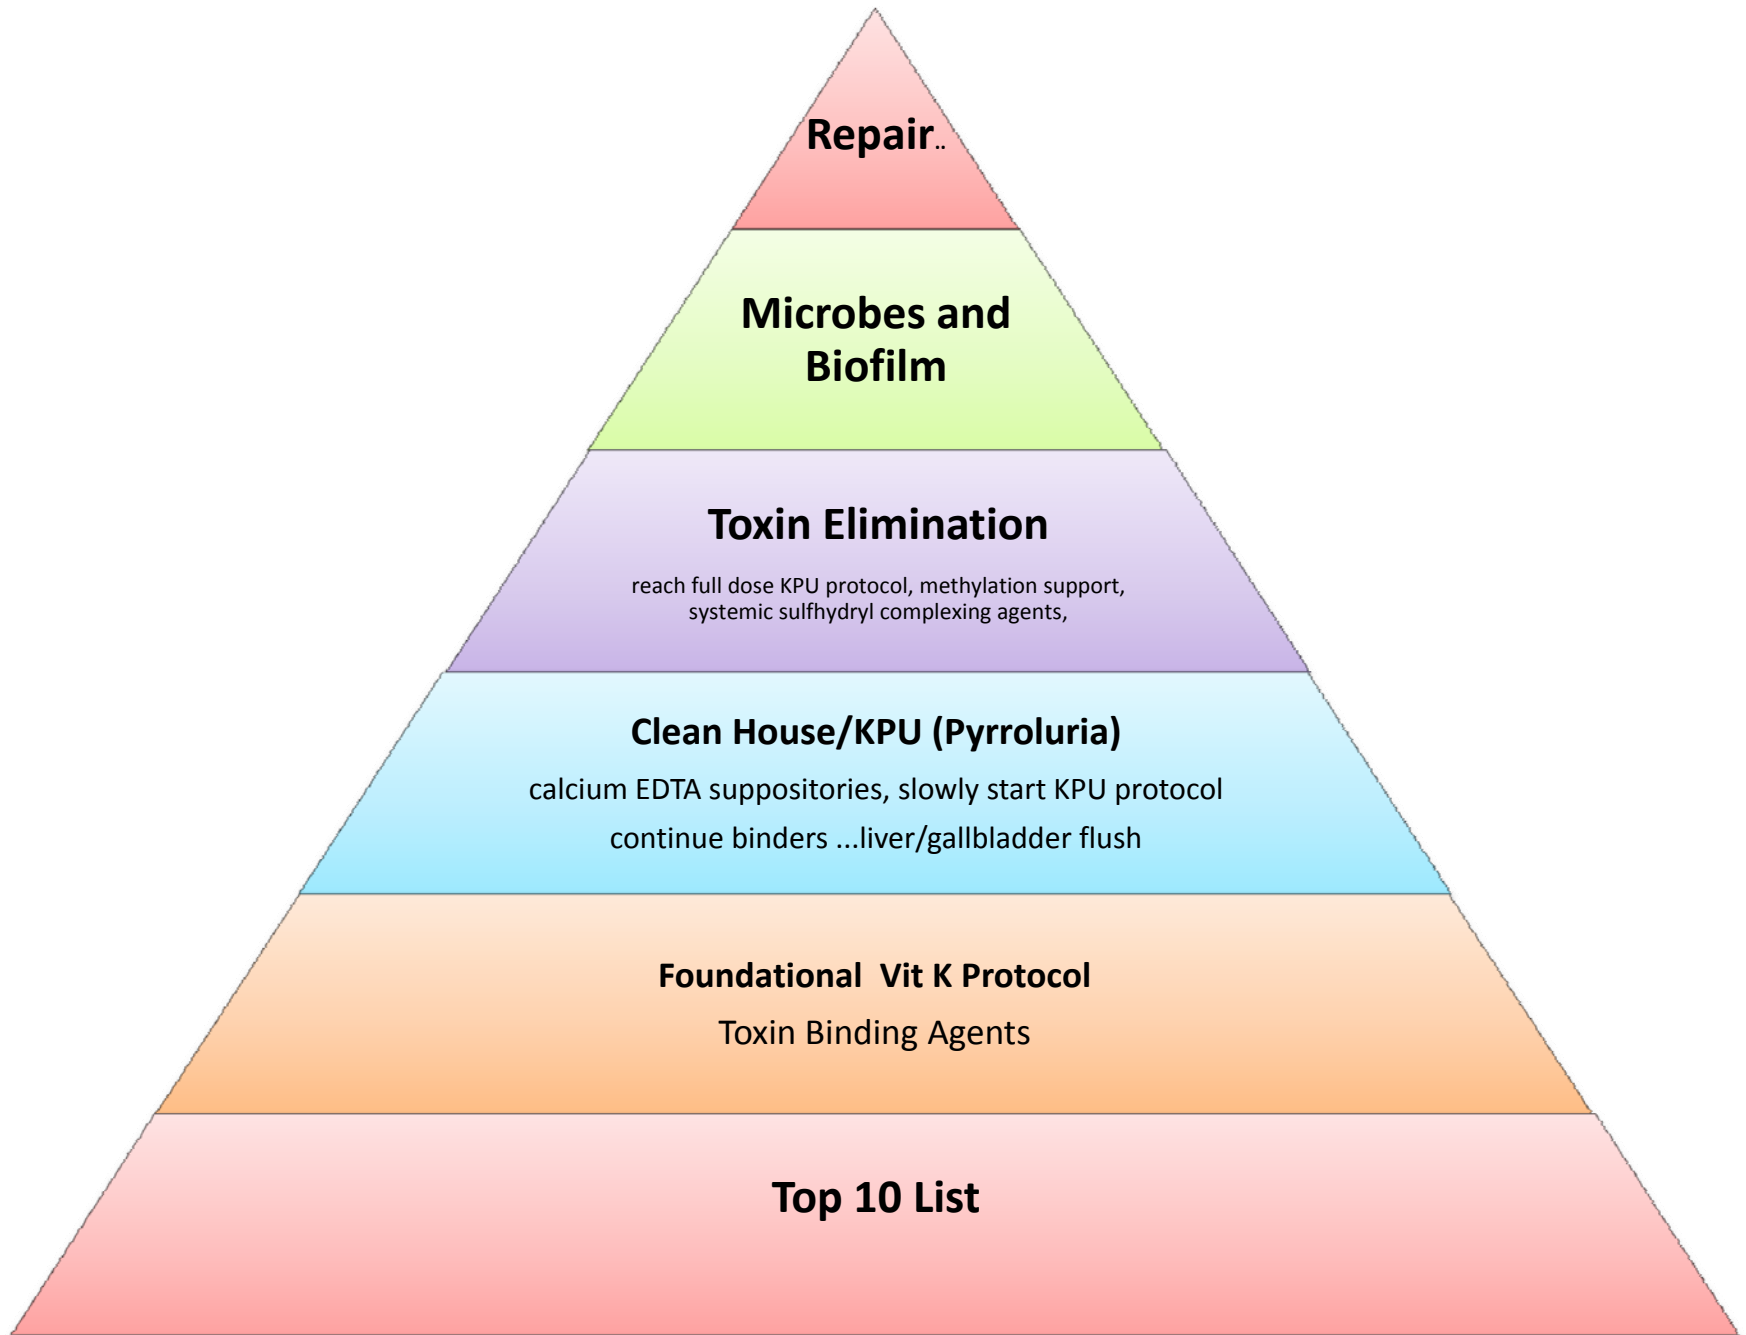 Repair..
Microbes and
Biofilm
Toxin Elimination
reach full dose KPU protocol, methylation support,
systemic sulfhydryl complexing agents,
Clean House/KPU (Pyrroluria)
calcium EDTA suppositories, slowly start KPU protocol
continue binders ...liver/gallbladder flush
Foundational  Vit K Protocol
Toxin Binding Agents
Top 10 List